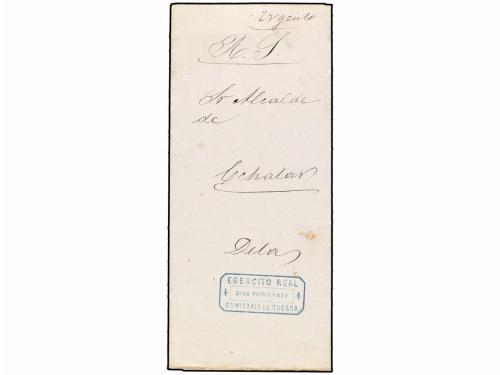 Urgente
R. S.
Sr Alcalde
de
Echalar
Dela
EGERCITO REAL
DIOS PATRIA Y REY
COMISARIA DE GUERRA